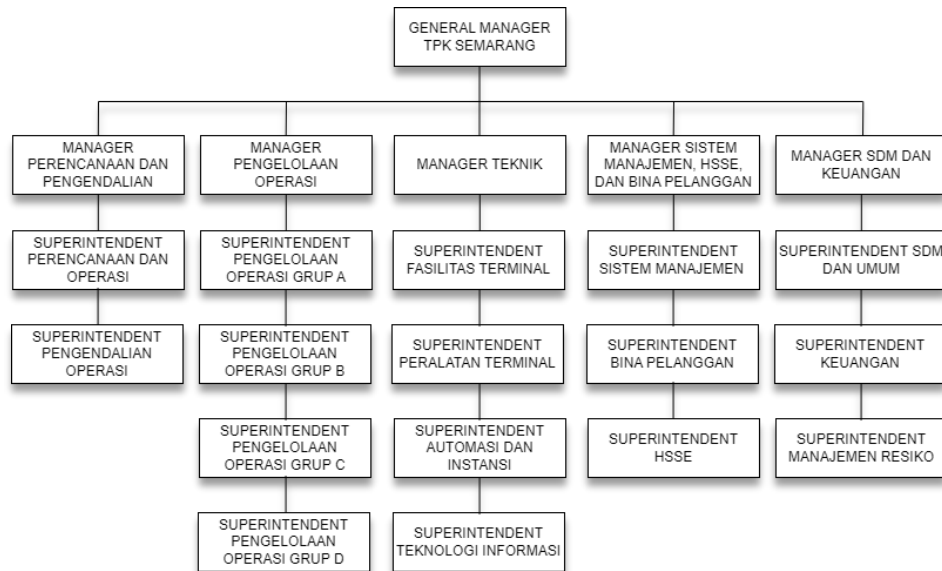 GENERAL MANAGER
TPK SEMARANG
MANAGER
PERENCANAAN DAN
PENGENDALIAN
MANAGER
PENGELOLAAN
OPERASI
MANAGER TEKNIK
MANAGER SISTEM
MANAJEMEN, HSSE,
DAN BINA PELANGGAN
MANAGER SDM DAN
KEUANGAN
SUPERINTENDENT
PERENCANAAN DAN
OPERASI
SUPERINTENDENT
PENGELOLAAN
OPERASI GRUP A
SUPERINTENDENT
FASILITAS TERMINAL
SUPERINTENDENT
SISTEM MANAJEMEN
SUPERINTENDENT SDM
DAN UMUM
SUPERINTENDENT
PENGENDALIAN
OPERASI
SUPERINTENDENT
PENGELOLAAN
OPERASI GRUP B
SUPERINTENDENT
PERALATAN TERMINAL
SUPERINTENDENT
BINA PELANGGAN
SUPERINTENDENT
KEUANGAN
SUPERINTENDENT
PENGELOLAAN
OPERASI GRUP C
SUPERINTENDENT
AUTOMASI DAN
INSTANSI
SUPERINTENDENT
HSSE
SUPERINTENDENT
MANAJEMEN RESIKO
SUPERINTENDENT
PENGELOLAAN
OPERASI GRUP D
SUPERINTENDENT
TEKNOLOGI INFORMASI